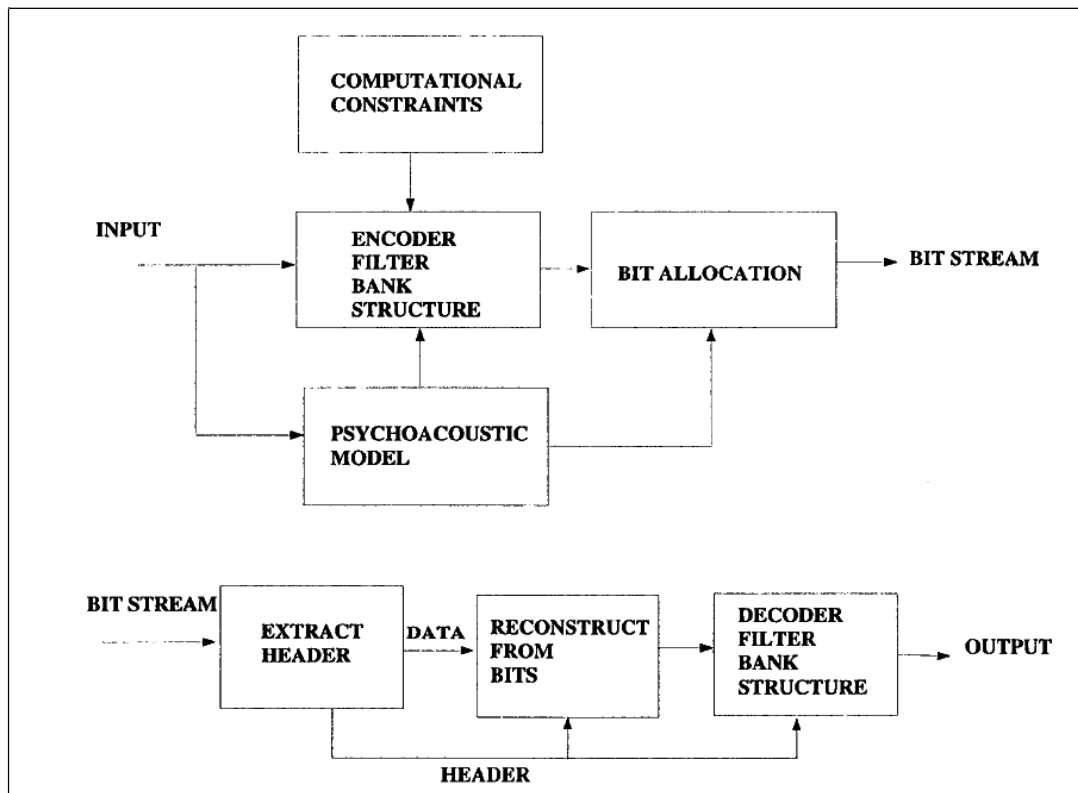 COMPUTATIONAL
CONSTRAINTS
INPUT
ENCODER
FILTER
BANK
STRUCTURE
BIT ALLOCATION
BIT STREAM
PSYCHOACOUSTIC
MODEL
BIT STREAM
EXTRACT
HEADER
DATA
RECONSTRUCT
FROM
BITS
DECODER
FILTER
BANK
STRUCTURE
OUTPUT
HEADER